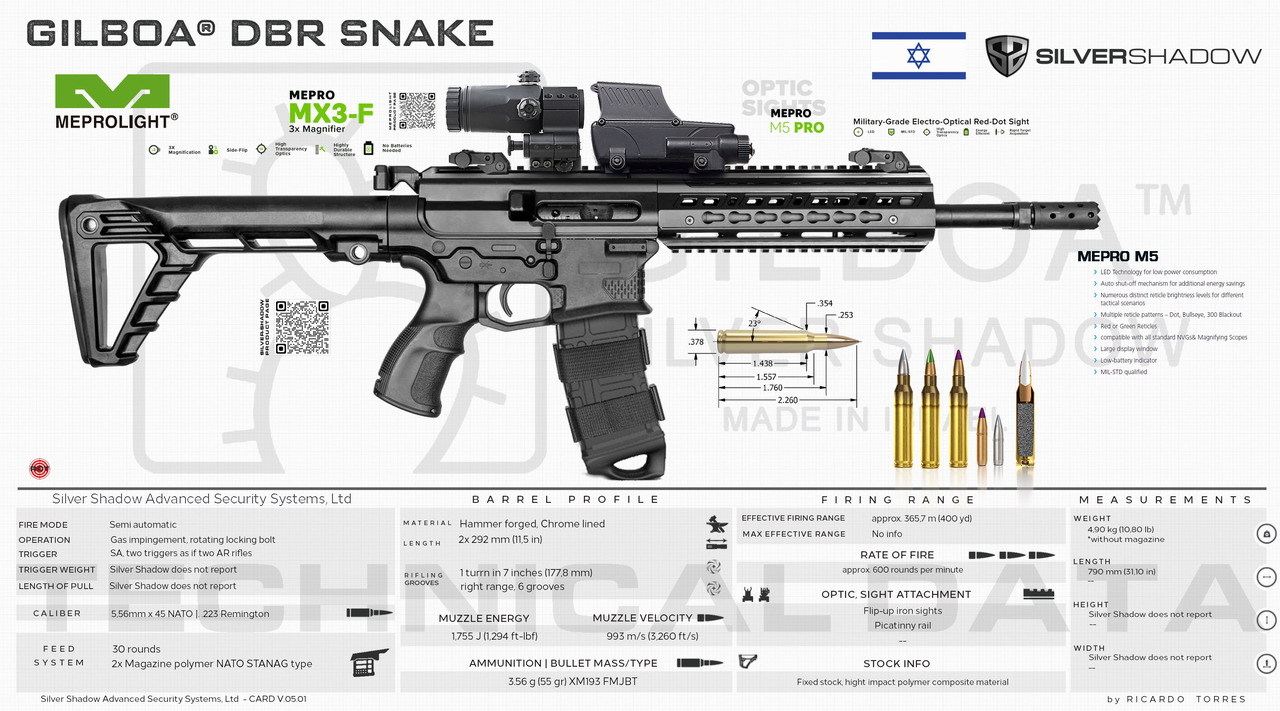 GILBOA® DBR SNAKE
SILVERSHADOW
MEPROLIGHT®
MEPRO
MX3-F
3x Magnifier
MEPROLIGHT
3X Magnification
Side-Flip
High Transparency Optics
Highly Durable Structure
No Batteries Needed
OPTIC SIGHTS
MEPRO
M5 PRO
Military-Grade Electro-Optical Red-Dot Sight
LED
MIL-STD
High Transparency Optics
Energy Efficient
Rapid Target Acquisition
GILBOA™
SILVER SHADOW
MADE IN ISRAEL
MEPRO M5
LED Technology for low power consumption
Auto shut-off mechanism for additional energy savings
Numerous distinct reticle brightness levels for different
tactical scenarios
Multiple reticle patterns – Dot, Bullseye, 300 Blackout
Red or Green Reticles
compatible with all standard NVGs& Magnifying Scopes
Large display window
Low-battery Indicator
MIL-STD qualified
SILVER SHADOW
PRODUCT PAGE
.354
.253
23°
.378
1.438
1.557
1.760
2.260
Silver Shadow Advanced Security Systems, Ltd
FIRE MODE Semi automatic
OPERATION Gas impingement, rotating locking bolt
TRIGGER SA, two triggers as if two AR rifles
TRIGGER WEIGHT Silver Shadow does not report
LENGTH OF PULL Silver Shadow does not report
CALIBER 5,56mm x 45 NATO | .223 Remington
FEED SYSTEM
30 rounds
2x Magazine polymer NATO STANAG type
BARREL PROFILE
MATERIAL Hammer forged, Chrome lined
LENGTH 2x 292 mm (11,5 in)
RIFLING GROOVES
1 turrn in 7 inches (177,8 mm)
right range, 6 grooves
MUZZLE ENERGY
1,755 J (1,294 ft-lbf)
MUZZLE VELOCITY
993 m/s (3,260 ft/s)
AMMUNITION | BULLET MASS/TYPE
3.56 g (55 gr) XM193 FMJBT
FIRING RANGE
EFFECTIVE FIRING RANGE approx. 365,7 m (400 yd)
MAX EFFECTIVE RANGE No info
RATE OF FIRE
approx. 600 rounds per minute
OPTIC, SIGHT ATTACHMENT
Flip-up iron sights
Picatinny rail
--
STOCK INFO
Fixed stock, hight impact polymer composite material
MEASUREMENTS
WEIGHT
4,90 kg (10,80 lb)
*without magazine
LENGTH
790 mm (31,10 in)
--
HEIGHT
Silver Shadow does not report
--
WIDTH
Silver Shadow does not report
--
TECHNICAL DATA
Silver Shadow Advanced Security Systems, Ltd - CARD V.05.01
by RICARDO TORRES